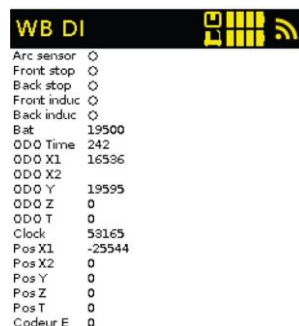 WB DI
Arc sensor
Front stop
Back stop
Front induc
Back induc
Bat 19500
ODO Time 242
ODO X1 16536
ODO X2
ODO Y 19595
ODO Z 0
ODO T 0
Clock 53165
Pos X1 -25544
Pos X2 0
Pos Y 0
Pos Z 0
Pos T 0
Codeur E 0